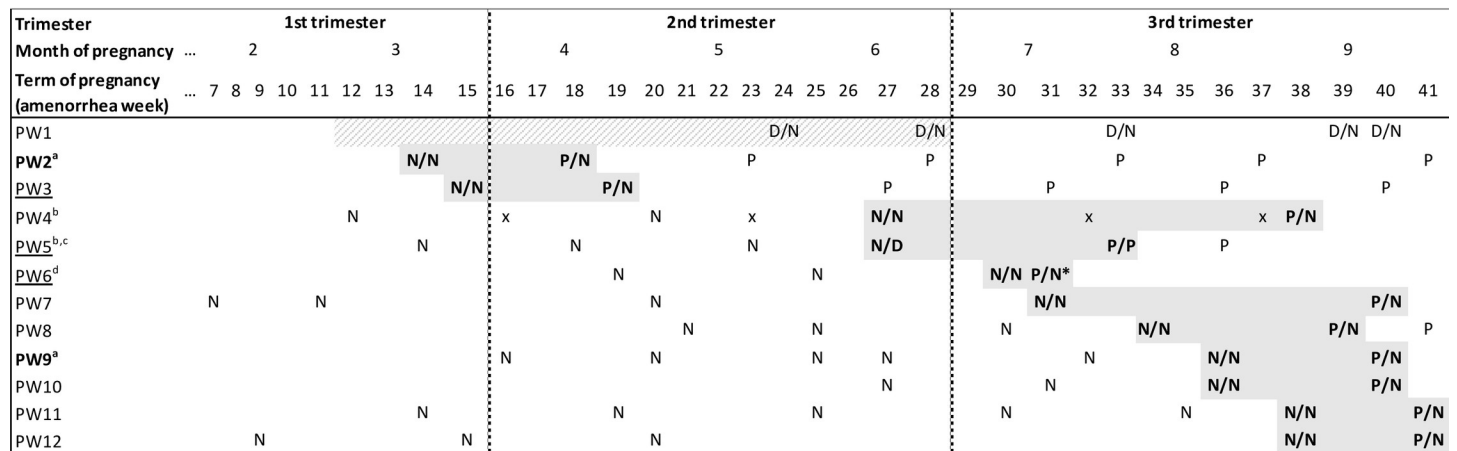 Trimester 1st trimester 2nd trimester 3rd trimester
Month of pregnancy ... 2 3 4 5 6 7 8 9
Term of pregnancy
(amenorrhea week) ... 7 8 9 10 11 12 13 14 15 16 17 18 19 20 21 22 23 24 25 26 27 28 29 30 31 32 33 34 35 36 37 38 39 40 41
PW1 D/N D/N D/N D/N D/N
PW2a N/N P/N P P P P P
PW3 N/N P/N P P P P
PW4b N x N x N/N x x P/N
PW5b,c N N N N/D P/P P
PW6d N N N/N P/N*
PW7 N N N N/N P/N
PW8 N N N N/N P/N P
PW9a N N N N N N/N P/N
PW10 N N N/N P/N
PW11 N N N N N N/N P/N
PW12 N N N N/N P/N